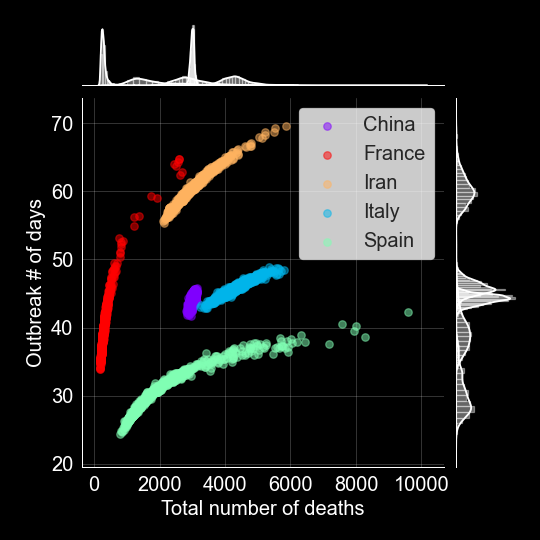 China
France
Iran
Italy
Spain
70
60
50
40
30
20
Outbreak # of days
0
2000
4000
6000
8000
10000
Total number of deaths